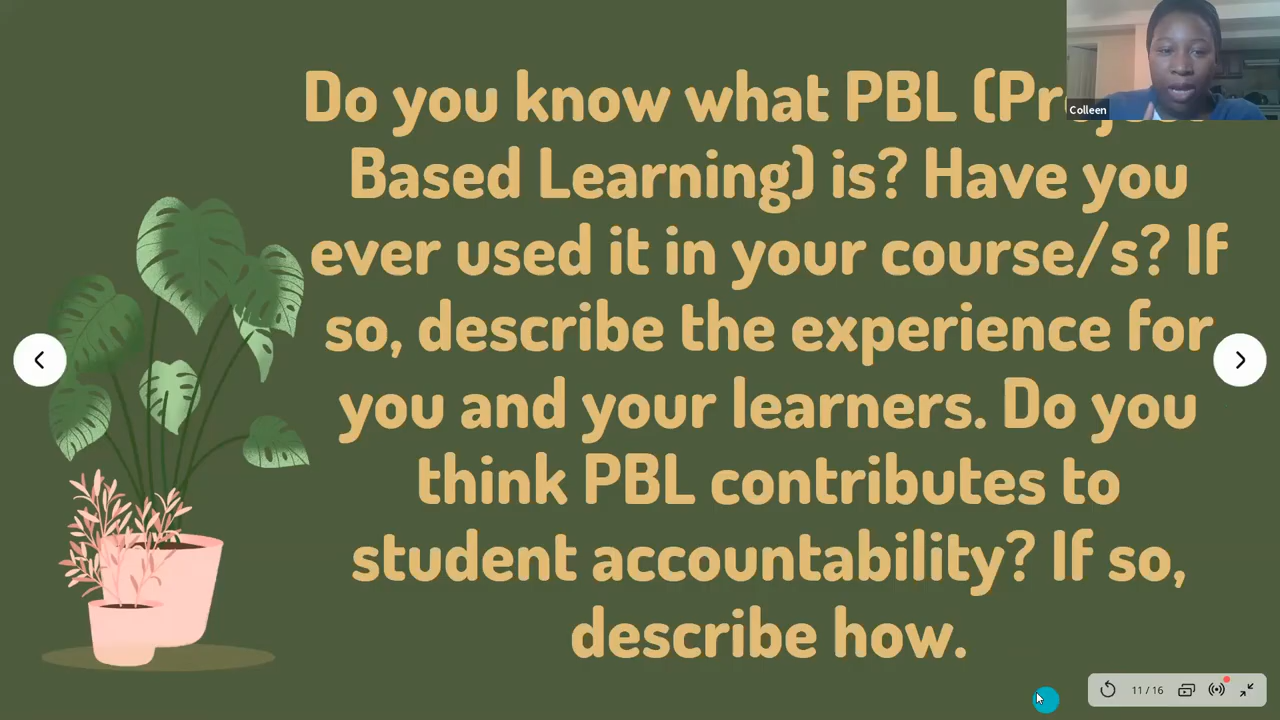 Do you know what PBL (Project
Based Learning) is? Have you
ever used it in your course/s? If
so, describe the experience for
you and your learners. Do you
think PBL contributes to
student accountability? If so,
describe how.
Colleen
11 / 16